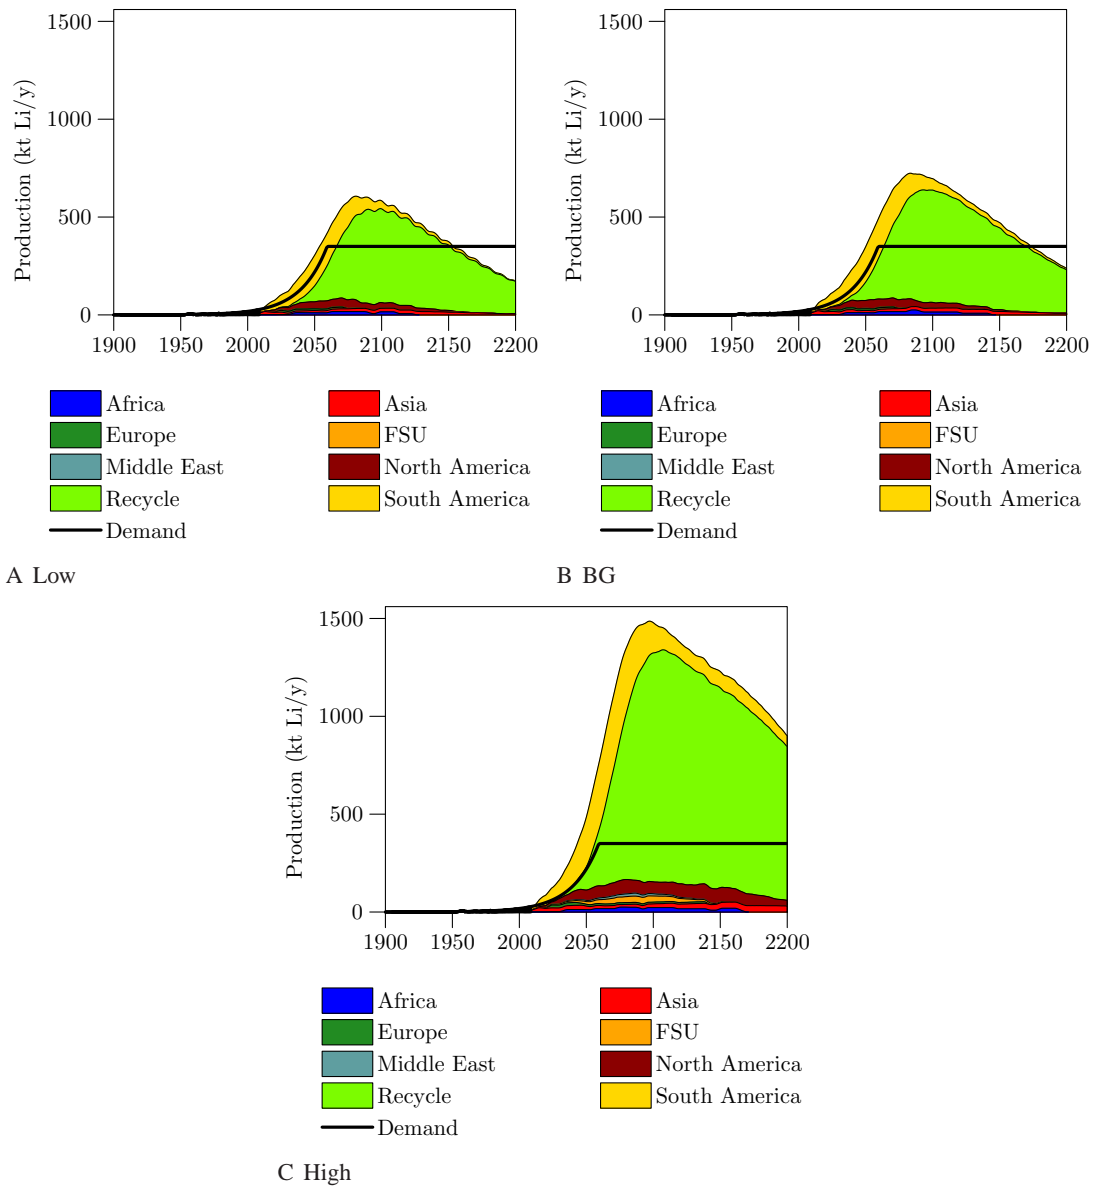 1500
1000
500
0
Production (kt Li/y)
1900 1950 2000 2050 2100 2150 2200
Africa Asia
Europe FSU
Middle East North America
Recycle South America
Demand
A Low
1500
1000
500
0
Production (kt Li/y)
1900 1950 2000 2050 2100 2150 2200
Africa Asia
Europe FSU
Middle East North America
Recycle South America
Demand
B BG
1500
1000
500
0
Production (kt Li/y)
1900 1950 2000 2050 2100 2150 2200
Africa Asia
Europe FSU
Middle East North America
Recycle South America
Demand
C High